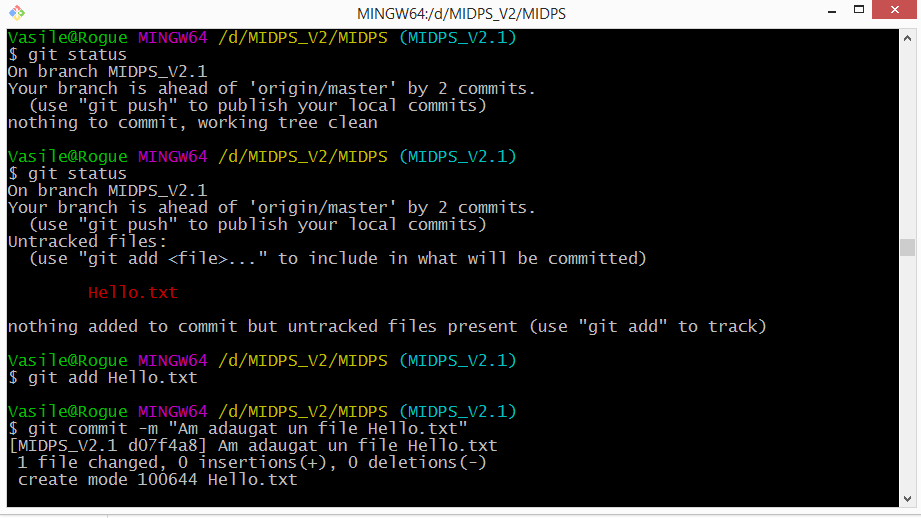 MINGW64:/d/MIDPS_V2/MIDPS
Vasile@Rogue MINGW64 /d/MIDPS_V2/MIDPS (MIDPS_V2.1)
$ git status
On branch MIDPS_V2.1
Your branch is ahead of 'origin/master' by 2 commits.
  (use "git push" to publish your local commits)
nothing to commit, working tree clean
Vasile@Rogue MINGW64 /d/MIDPS_V2/MIDPS (MIDPS_V2.1)
$ git status
On branch MIDPS_V2.1
Your branch is ahead of 'origin/master' by 2 commits.
  (use "git push" to publish your local commits)
Untracked files:
  (use "git add <file>..." to include in what will be committed)
        Hello.txt
nothing added to commit but untracked files present (use "git add" to track)
Vasile@Rogue MINGW64 /d/MIDPS_V2/MIDPS (MIDPS_V2.1)
$ git add Hello.txt
Vasile@Rogue MINGW64 /d/MIDPS_V2/MIDPS (MIDPS_V2.1)
$ git commit -m "Am adaugat un file Hello.txt"
[MIDPS_V2.1 d07f4a8] Am adaugat un file Hello.txt
 1 file changed, 0 insertions(+), 0 deletions(-)
 create mode 100644 Hello.txt